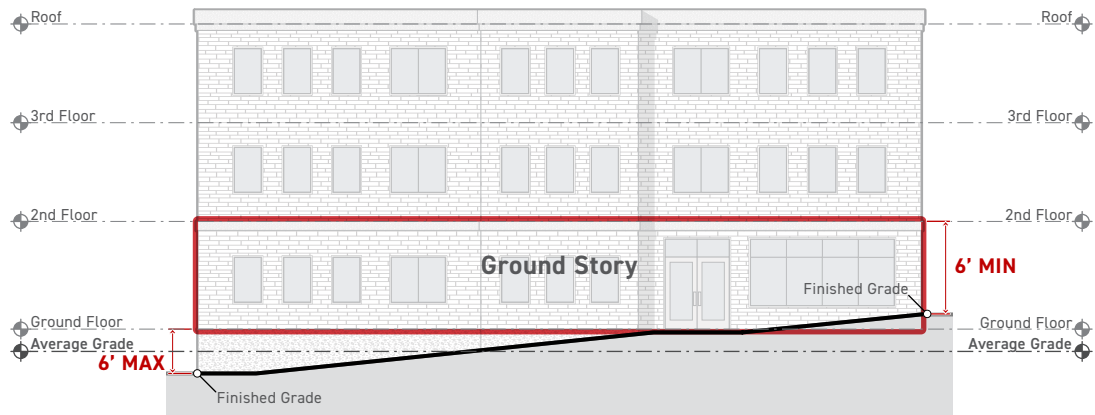 Roof
Roof
3rd Floor
3rd Floor
2nd Floor
2nd Floor
Ground Story
6’ MIN
Finished Grade
Ground Floor
Ground Floor
Average Grade
Average Grade
6’ MAX
Finished Grade